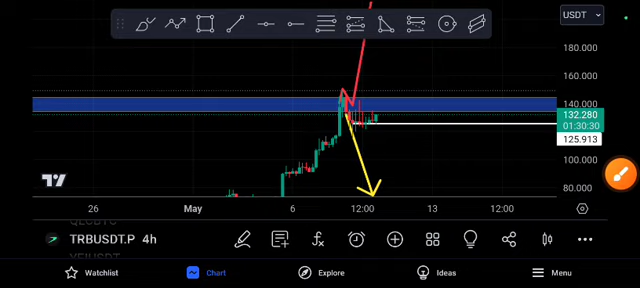 USDT
180.000
160.000
140.000
132.280
01:30:30
125.913
100.000
80.000
26
May
6
12:00
13
12:00
TRBUSDT.P 4h
Watchlist
Chart
Explore
Ideas
Menu